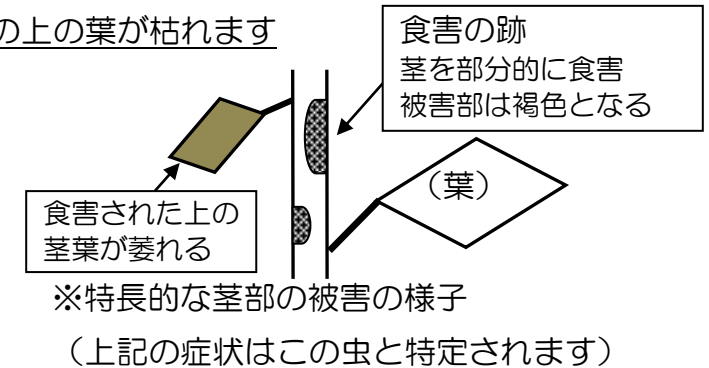 の上の葉が枯れます
食害の跡
茎を部分的に食害
被害部は褐色となる
（葉）
食害された上の
茎葉が萎れる
※特長的な茎部の被害の様子
（上記の症状はこの虫と特定されます）